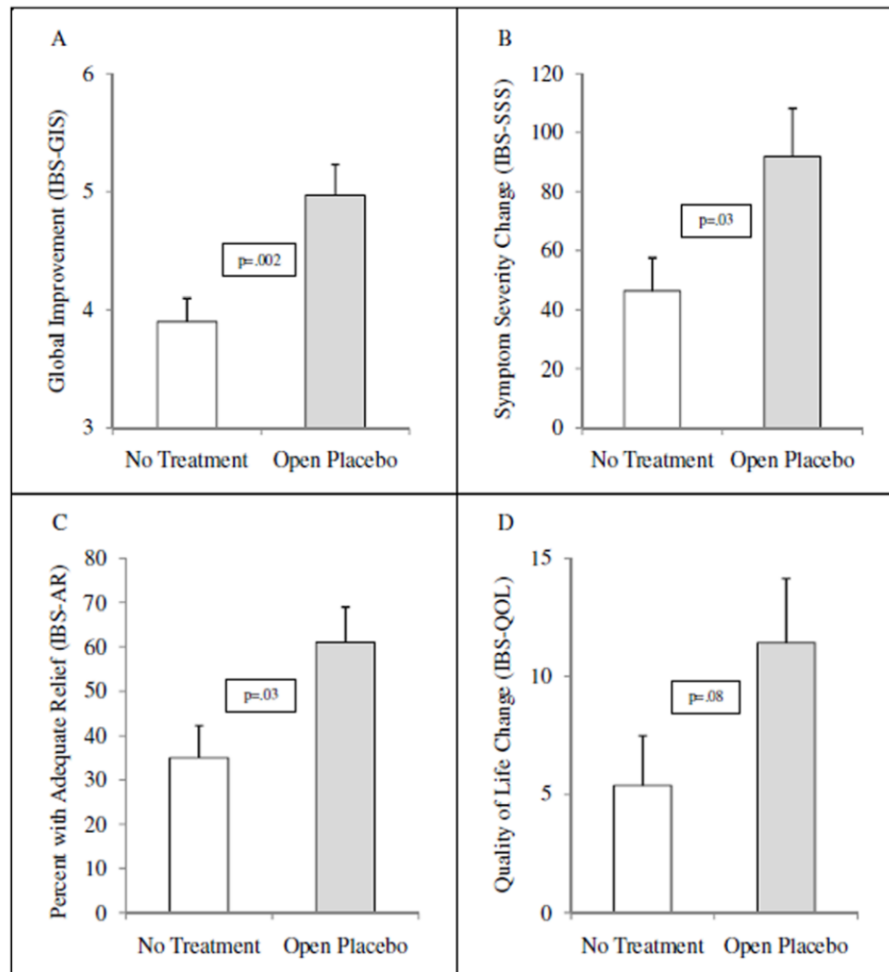 A
Global Improvement (IBS-GIS)
6
5
4
3
p=.002
No Treatment Open Placebo
B
Symptom Severity Change (IBS-SSS)
120
100
80
60
40
20
0
p=.03
No Treatment Open Placebo
C
Percent with Adequate Relief (IBS-AR)
80
70
60
50
40
30
20
10
0
p=.03
No Treatment Open Placebo
D
Quality of Life Change (IBS-QOL)
15
10
5
0
p=.08
No Treatment Open Placebo